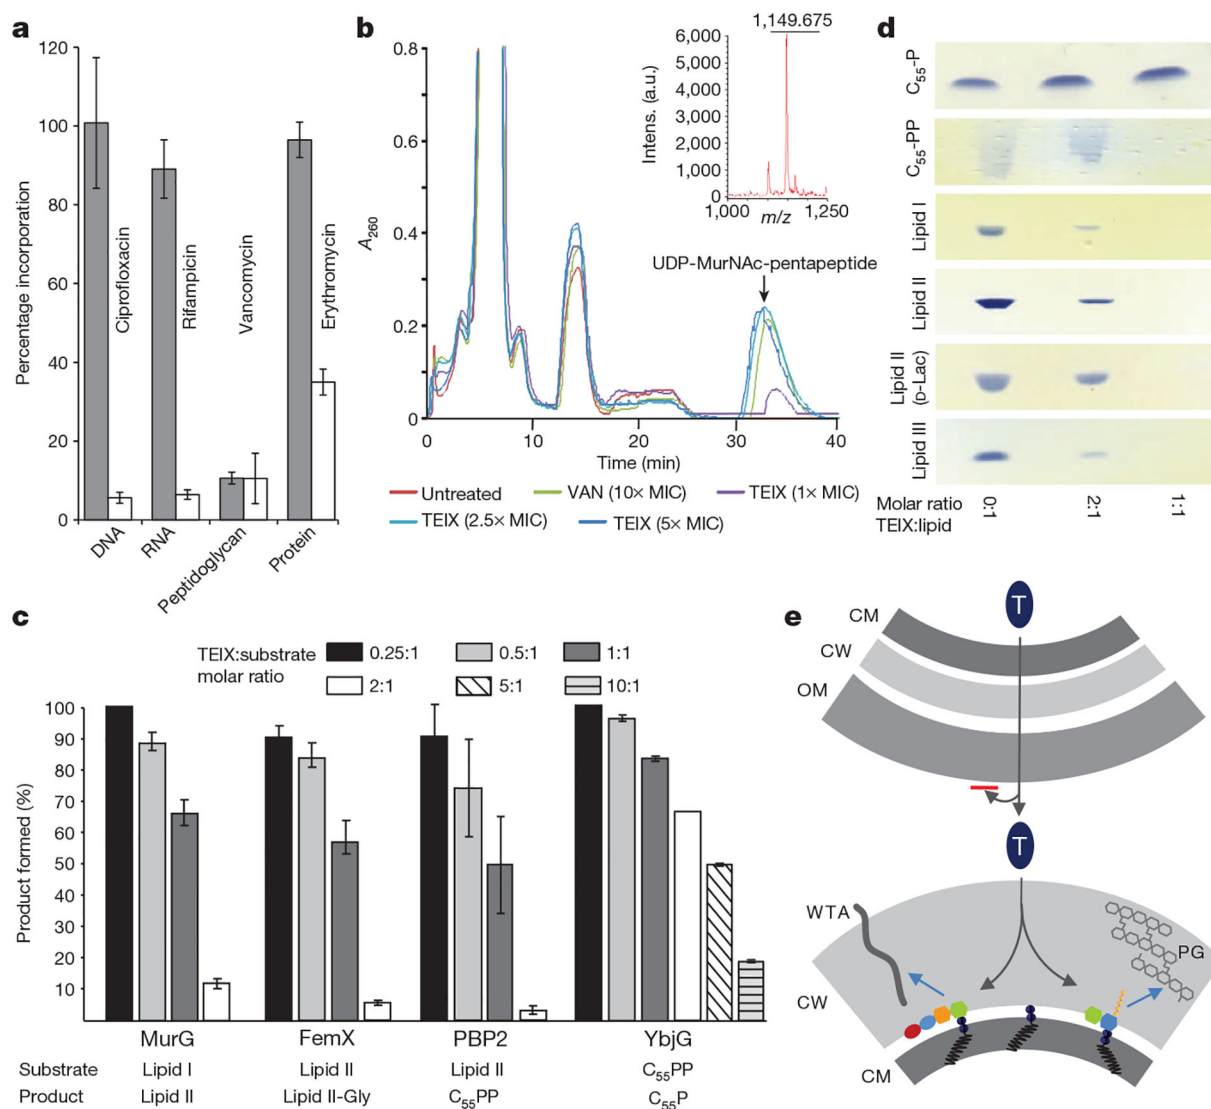 a
120
100
80
60
40
20
0
Percentage incorporation
Ciprofloxacin
Rifampicin
Vancomycin
Erythromycin
DNA
RNA
Peptidoglycan
Protein
b
0.8
0.6
0.4
0.2
0
A260
0
10
20
30
40
Time (min)
1,149.675
6,000
5,000
4,000
3,000
2,000
1,000
0
Intens. (a.u.)
1,000
1,250
m/z
UDP-MurNAc-pentapeptide
Untreated
VAN (10× MIC)
TEIX (1× MIC)
TEIX (2.5× MIC)
TEIX (5× MIC)
d
C55-P
C55-PP
Lipid I
Lipid II
Lipid II
(D-Lac)
Lipid III
Molar ratio
TEIX:lipid
0:1
2:1
1:1
c
TEIX:substrate
molar ratio
0.25:1
0.5:1
1:1
2:1
5:1
10:1
100
90
80
70
60
50
40
30
20
10
Product formed (%)
MurG
FemX
PBP2
YbjG
Substrate
Lipid I
Lipid II
Lipid II
C55PP
Product
Lipid II
Lipid II-Gly
C55PP
C55P
e
T
CM
CW
OM
T
WTA
PG
CW
CM